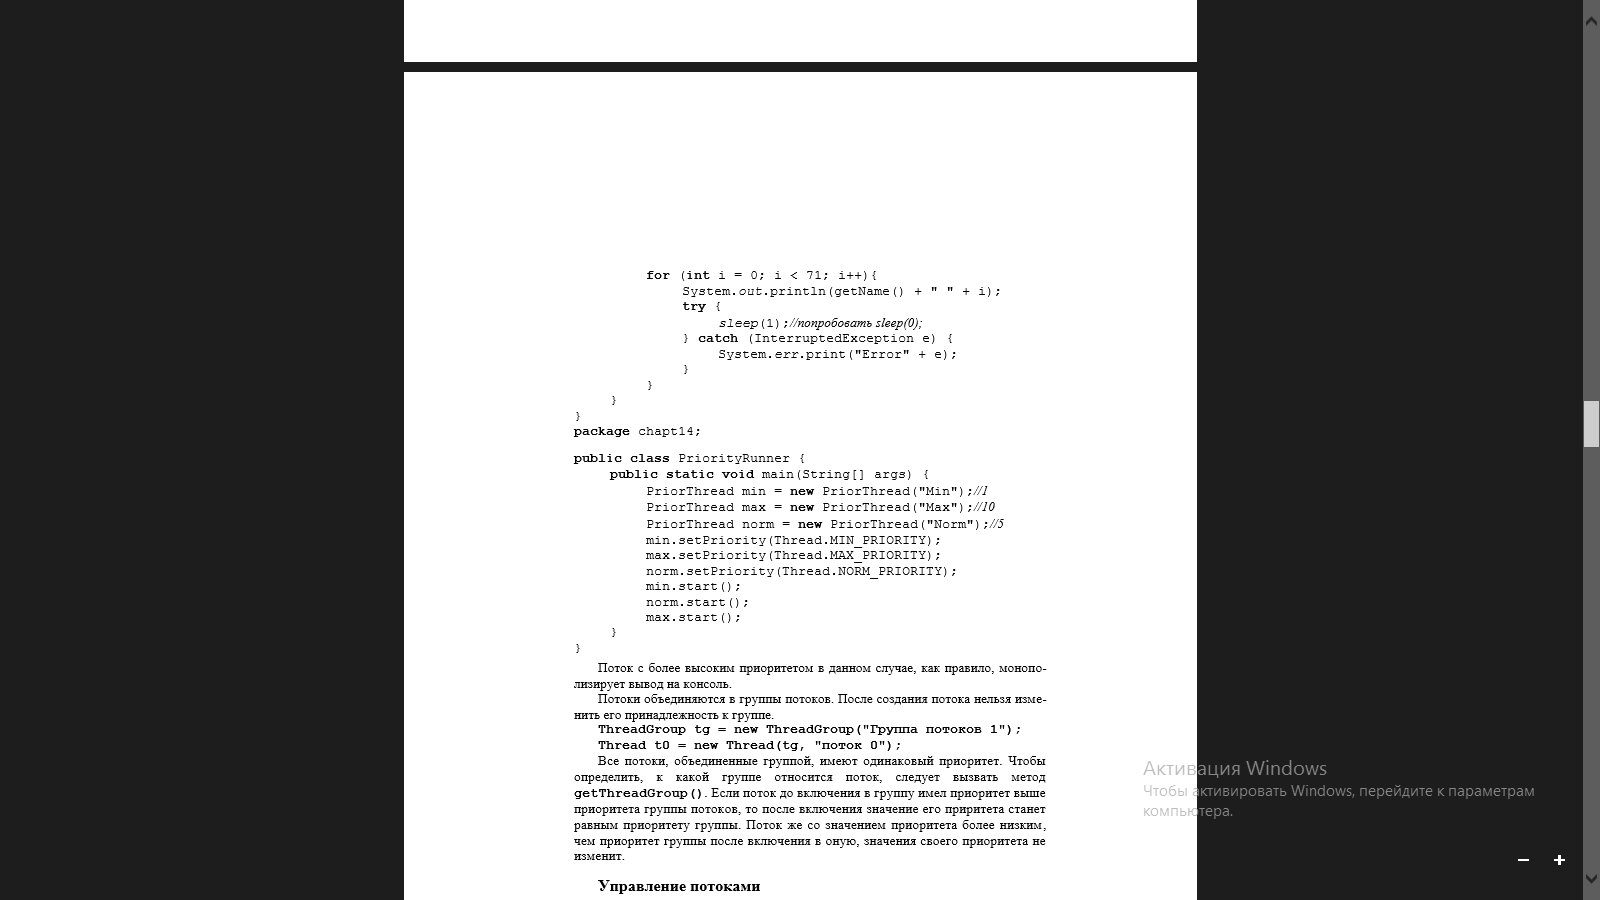 for (int i = 0; i < 71; i++){
System.out.println(getName() + " " + i);
try {
sleep(1);//попробовать sleep(0);
} catch (InterruptedException e) {
System.err.print("Error" + e);
}
}
}
}
package chapt14;
public class PriorityRunner {
public static void main(String[] args) {
PriorThread min = new PriorThread("Min");//1
PriorThread max = new PriorThread("Max");//10
PriorThread norm = new PriorThread("Norm");//5
min.setPriority(Thread.MIN_PRIORITY);
max.setPriority(Thread.MAX_PRIORITY);
norm.setPriority(Thread.NORM_PRIORITY);
min.start();
norm.start();
max.start();
}
}
Поток с более высоким приоритетом в данном случае, как правило, монопо-
лизирует вывод на консоль.
Потоки объединяются в группы потоков. После создания потока нельзя изме-
нить его принадлежность к группе.
ThreadGroup tg = new ThreadGroup("Группа потоков 1");
Thread t0 = new Thread(tg, "поток 0");
Все потоки, объединенные группой, имеют одинаковый приоритет. Чтобы
определить, к какой группе относится поток, следует вызвать метод
getThreadGroup(). Если поток до включения в группу имел приоритет выше
приоритета группы потоков, то после включения значение его приритета станет
равным приоритету группы. Поток же со значением приоритета более низким,
чем приоритет группы после включения в оную, значения своего приоритета не
изменит.
Управление потоками
Активация Windows
Чтобы активировать Windows, перейдите к параметрам
компьютера.